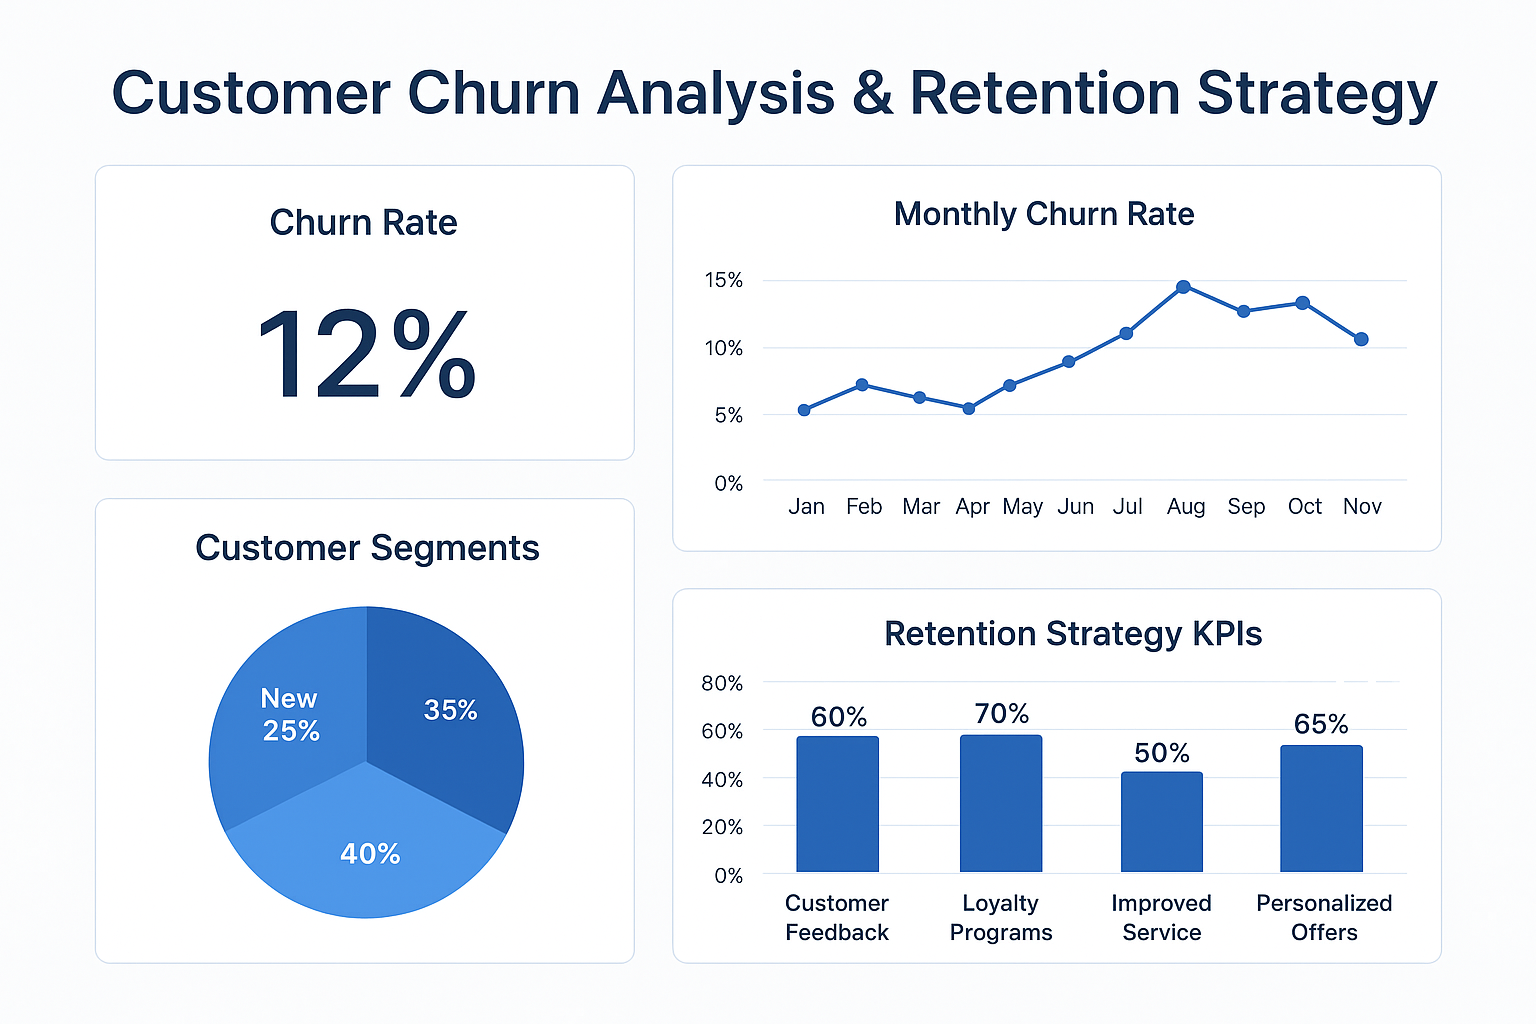 Customer Churn Analysis & Retention Strategy
Churn Rate
12%
Monthly Churn Rate
15%
10%
5%
0%
Jan Feb Mar Apr May Jun Jul Aug Sep Oct Nov
Customer Segments
New
25%
35%
40%
Retention Strategy KPIs
80%
60%
40%
20%
0%
60%
70%
50%
65%
Customer
Feedback
Loyalty
Programs
Improved
Service
Personalized
Offers